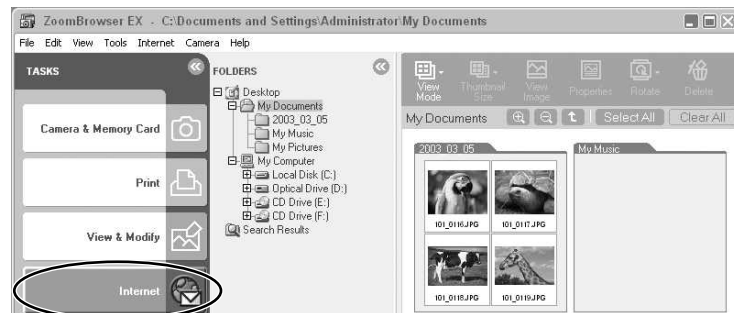 ZoomBrowser EX - C:\Documents and Settings\Administrator\My Documents
File Edit View Tools Internet Camera Help
TASKS
Camera & Memory Card
Print
View & Modify
Internet
FOLDERS
Desktop
My Documents
2003_03_05
My Music
My Pictures
My Computer
Local Disk (C:)
Optical Drive (D:)
CD Drive (E:)
CD Drive (F:)
Search Results
View Mode
Thumbnail Size
View Image
Properties
Rotate
Delete
My Documents
Select All
Clear All
2003_03_05
My Music
101_0116.JPG
101_0117.JPG
101_0118.JPG
101_0119.JPG